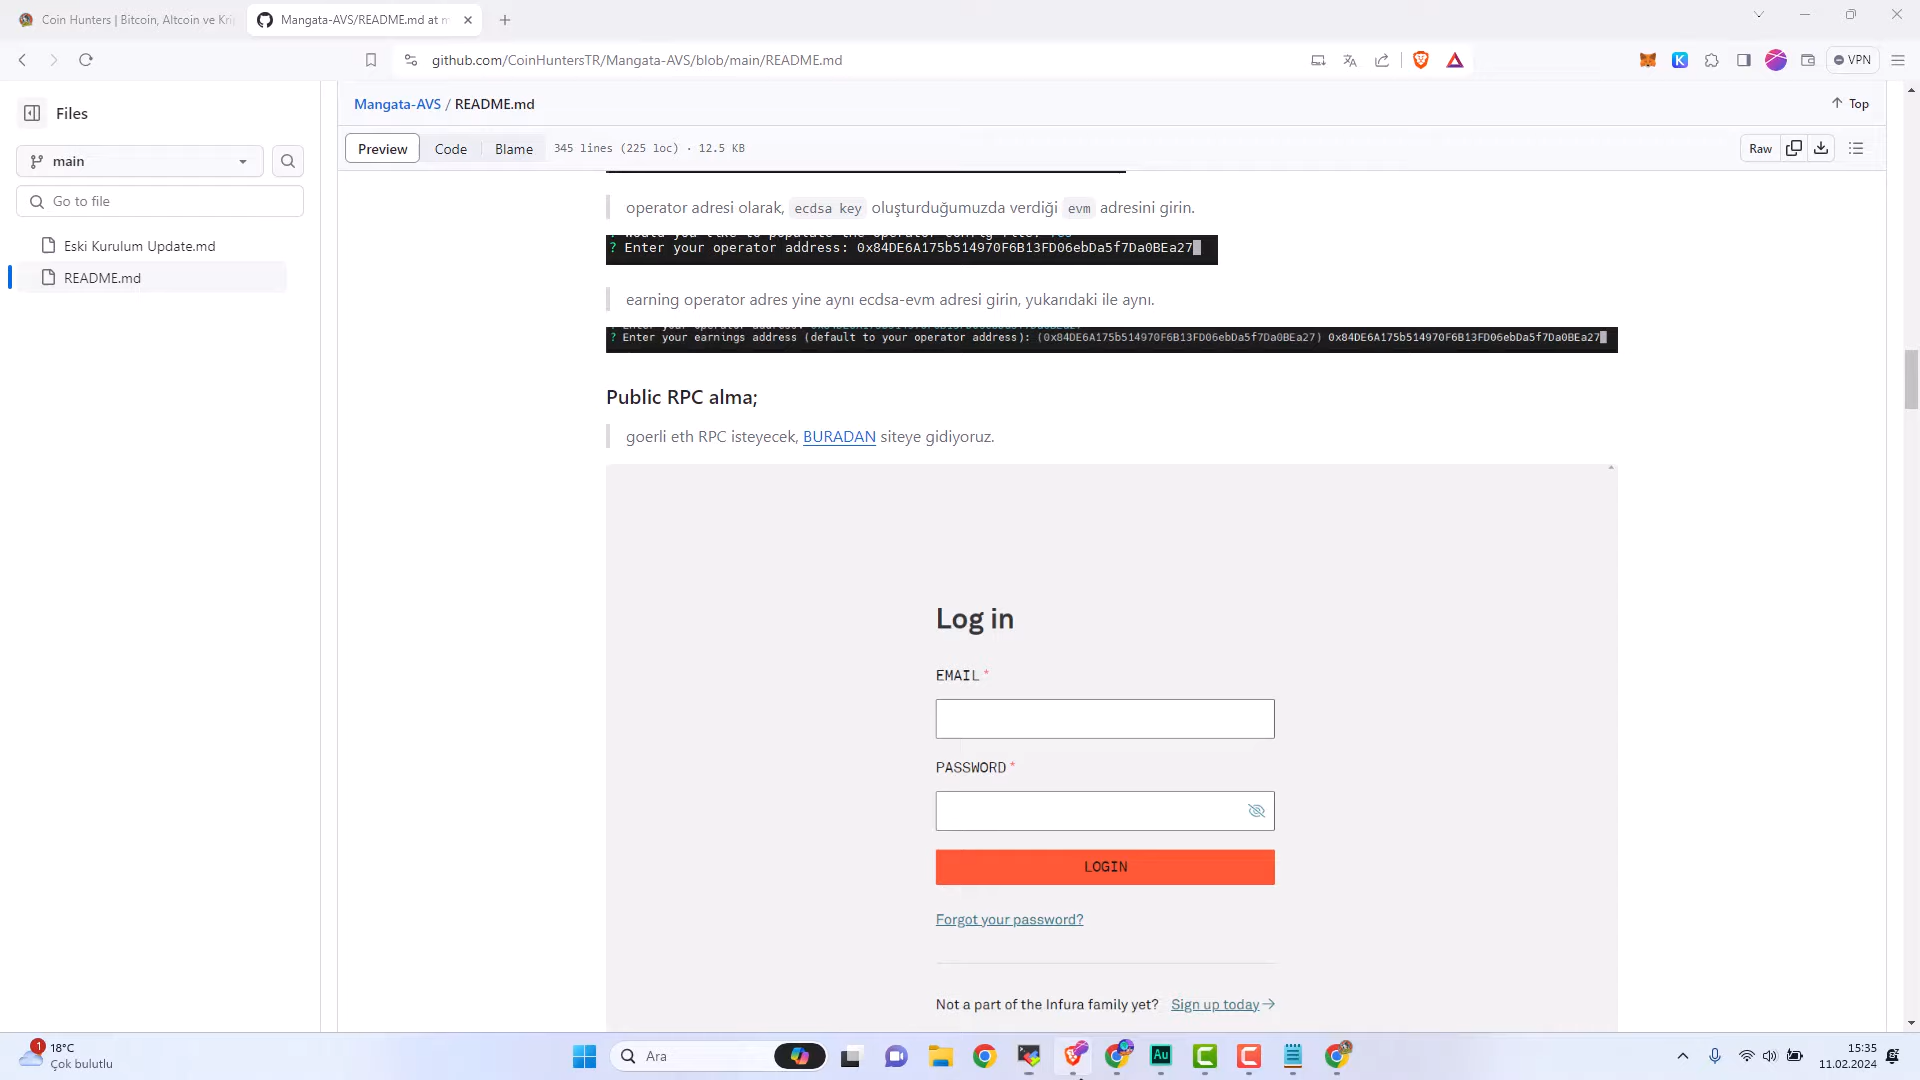 Coin Hunters | Bitcoin, Altcoin ve Kri
Mangata-AVS/README.md at m
github.com/CoinHuntersTR/Mangata-AVS/blob/main/README.md
VPN
Files
main
Go to file
Eski Kurulum Update.md
README.md
Mangata-AVS / README.md
Top
Preview
Code
Blame
345 lines (225 loc) · 12.5 KB
Raw
operator adresi olarak, ecdsa key oluşturduğumuzda verdiği evm adresini girin.
? Enter your operator address: 0x84DE6A175b514970F6B13FD06ebDa5f7Da0BEa27
earning operator adres yine aynı ecdsa-evm adresi girin, yukarıdaki ile aynı.
? Enter your earnings address (default to your operator address): (0x84DE6A175b514970F6B13FD06ebDa5f7Da0BEa27) 0x84DE6A175b514970F6B13FD06ebDa5f7Da0BEa27
Public RPC alma;
goerli eth RPC isteyecek, BURADAN siteye gidiyoruz.
Log in
EMAIL *
PASSWORD *
LOGIN
Forgot your password?
Not a part of the Infura family yet? Sign up today
1
18°C
Çok bulutlu
Ara
Au
15:35
11.02.2024